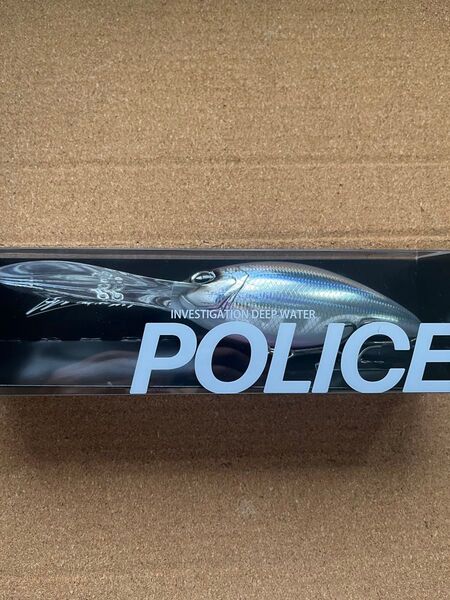 INVESTIGATION DEEP WATER
POLICE